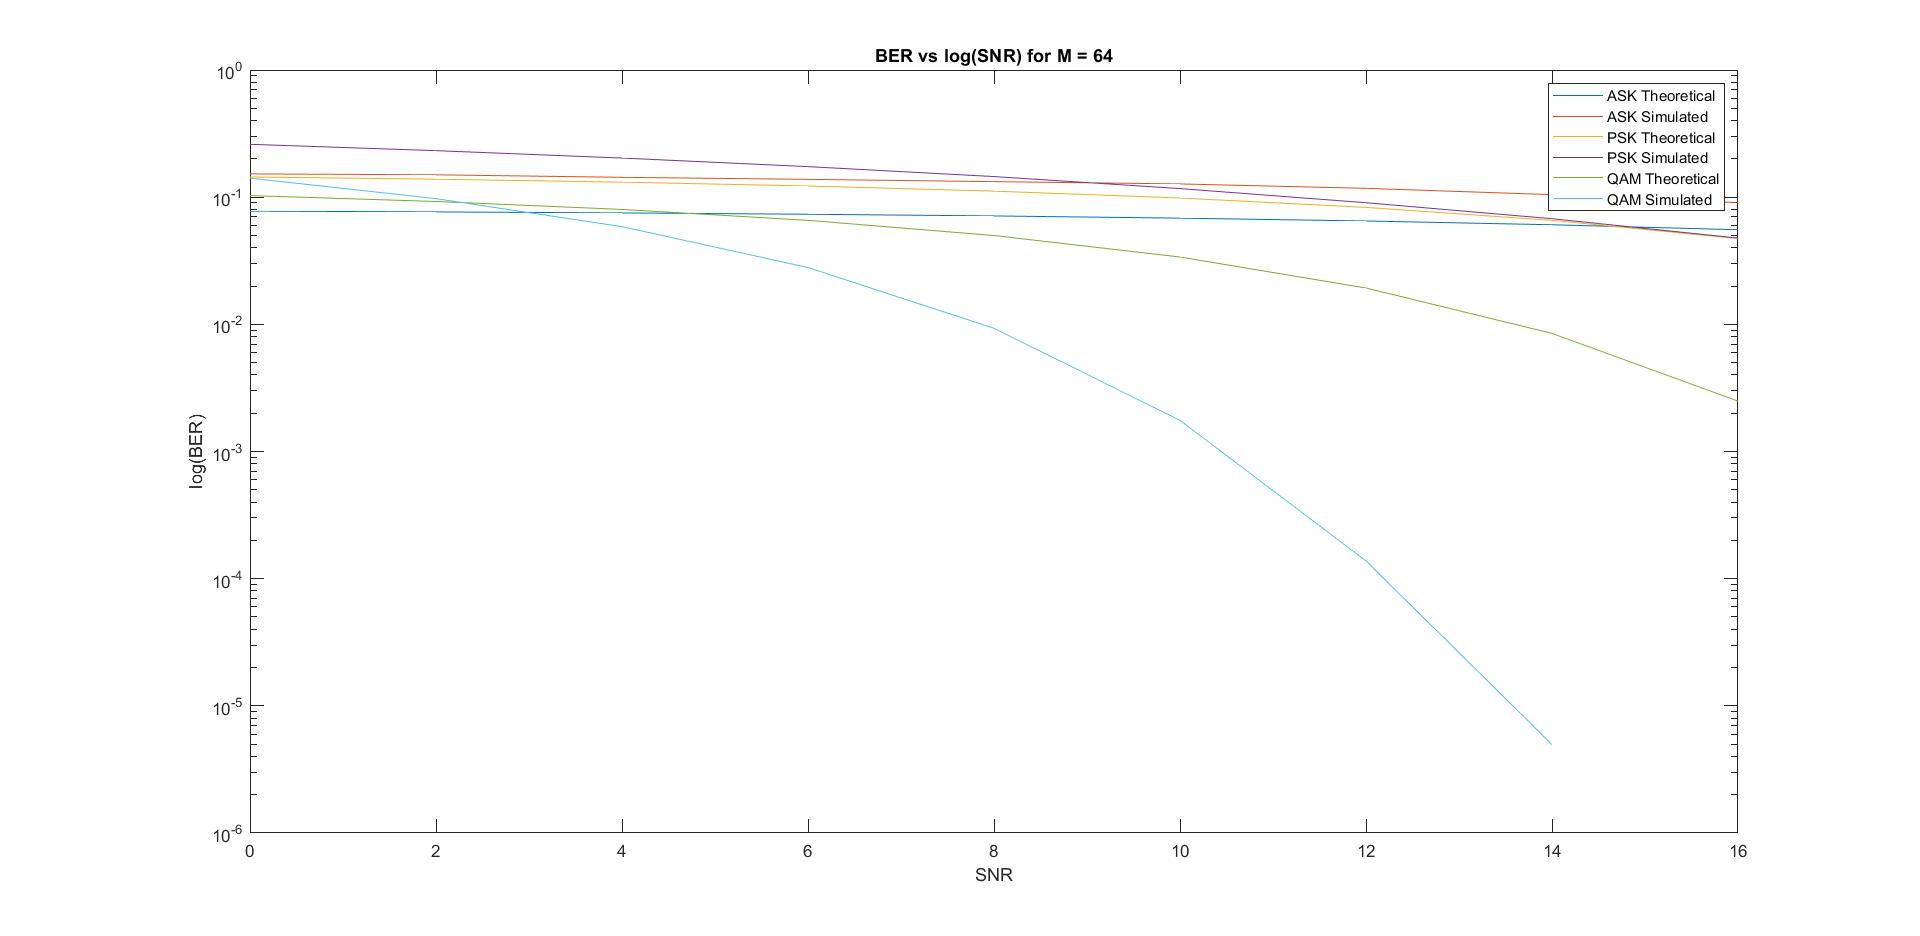 BER vs log(SNR) for M = 64
10^0
10^-1
10^-2
10^-3
10^-4
10^-5
10^-6
log(BER)
ASK Theoretical
ASK Simulated
PSK Theoretical
PSK Simulated
QAM Theoretical
QAM Simulated
0 2 4 6 8 10 12 14 16
SNR